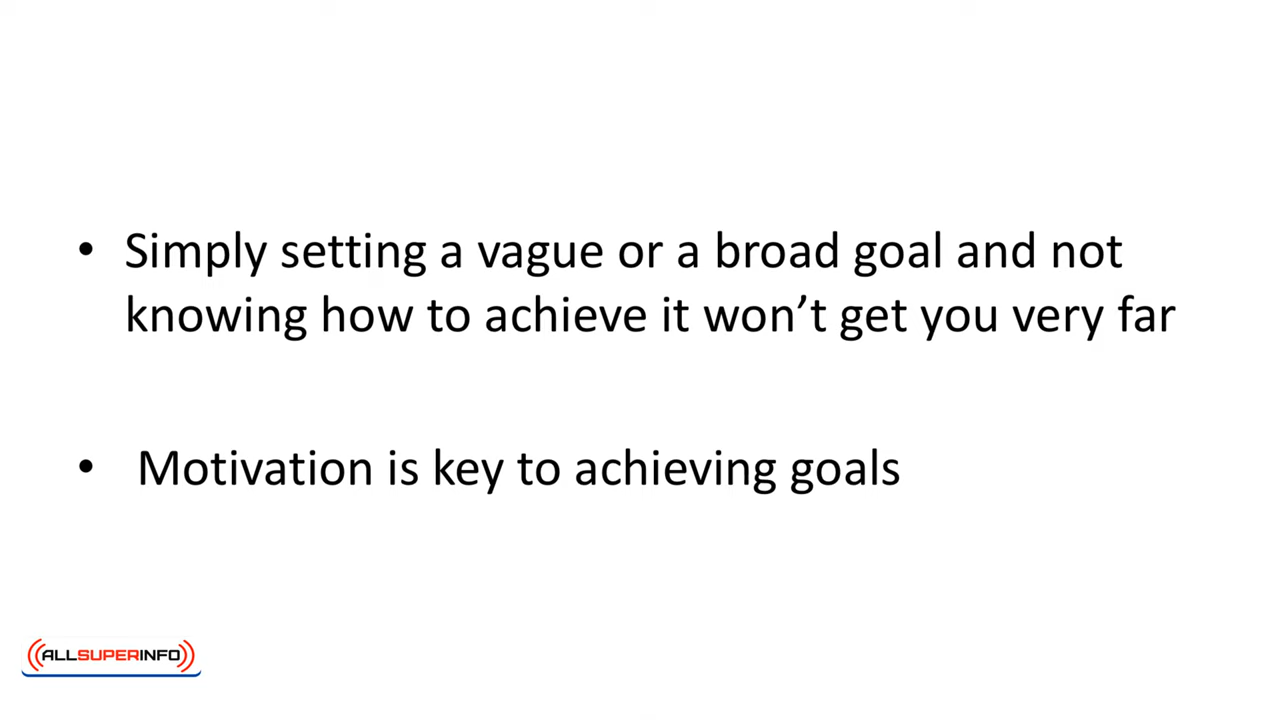 • Simply setting a vague or a broad goal and not
knowing how to achieve it won’t get you very far
• Motivation is key to achieving goals
((ALLSUPERINFO))